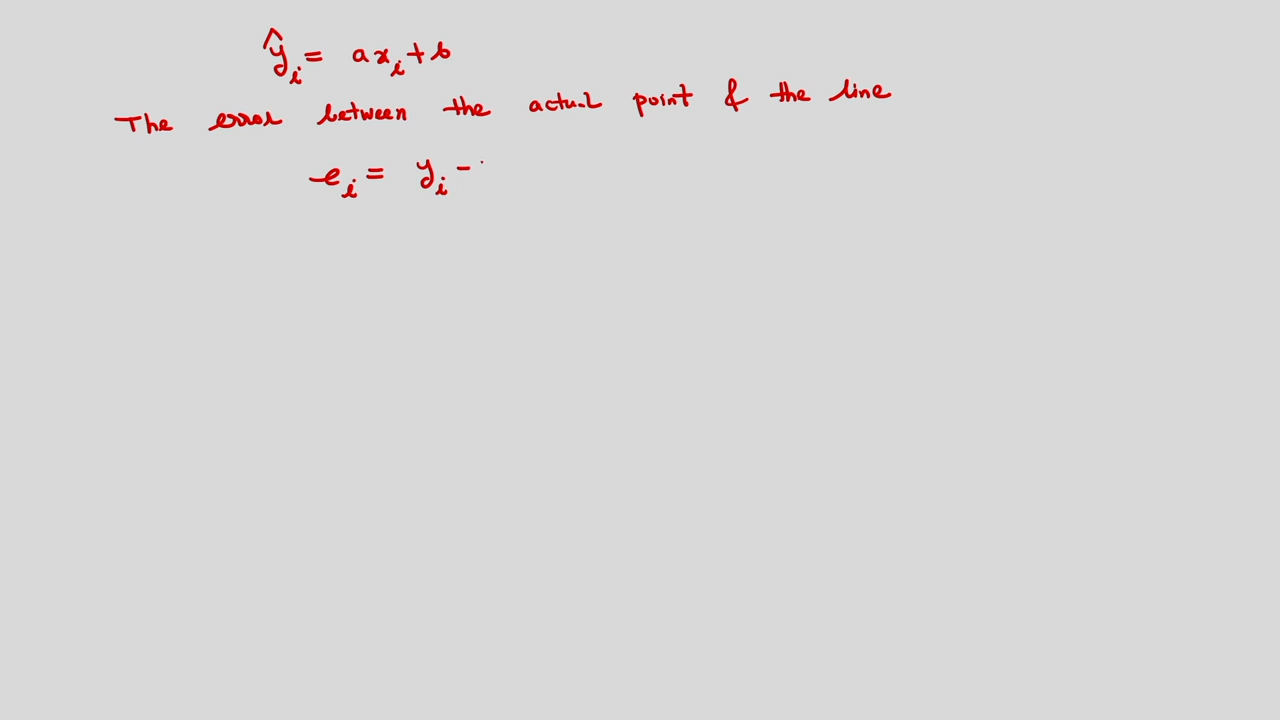 ŷᵢ = axᵢ + b
The error between the actual point & the line
eᵢ = yᵢ -